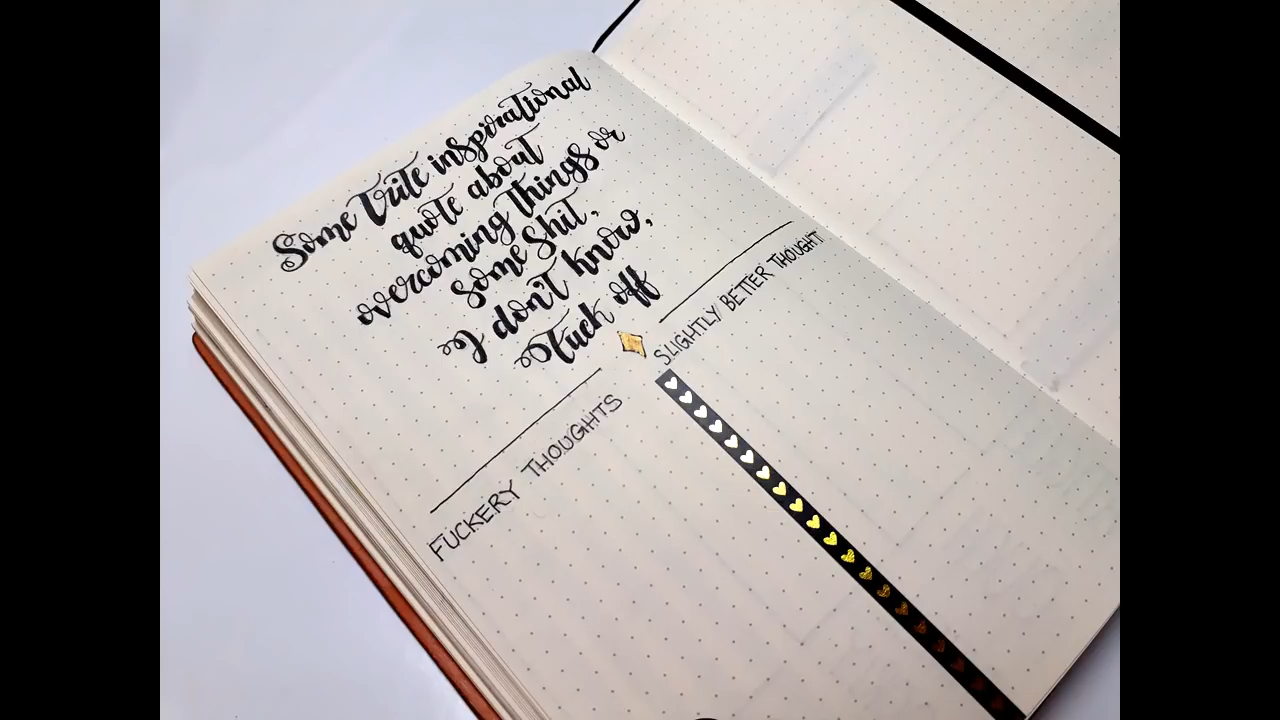 Some trite inspirational
quote about
overcoming things or
some shit,
I don't know,
Fuck off
SLIGHTLY BETTER THOUGHT
FUCKERY THOUGHTS